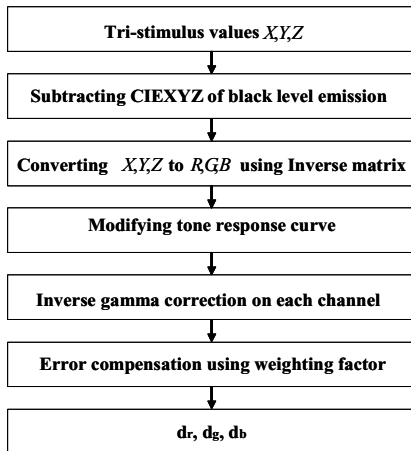 Tri-stimulus values X,Y,Z
Subtracting CIEXYZ of black level emission
Converting X,Y,Z to R,G,B using Inverse matrix
Modifying tone response curve
Inverse gamma correction on each channel
Error compensation using weighting factor
dr, dg, db